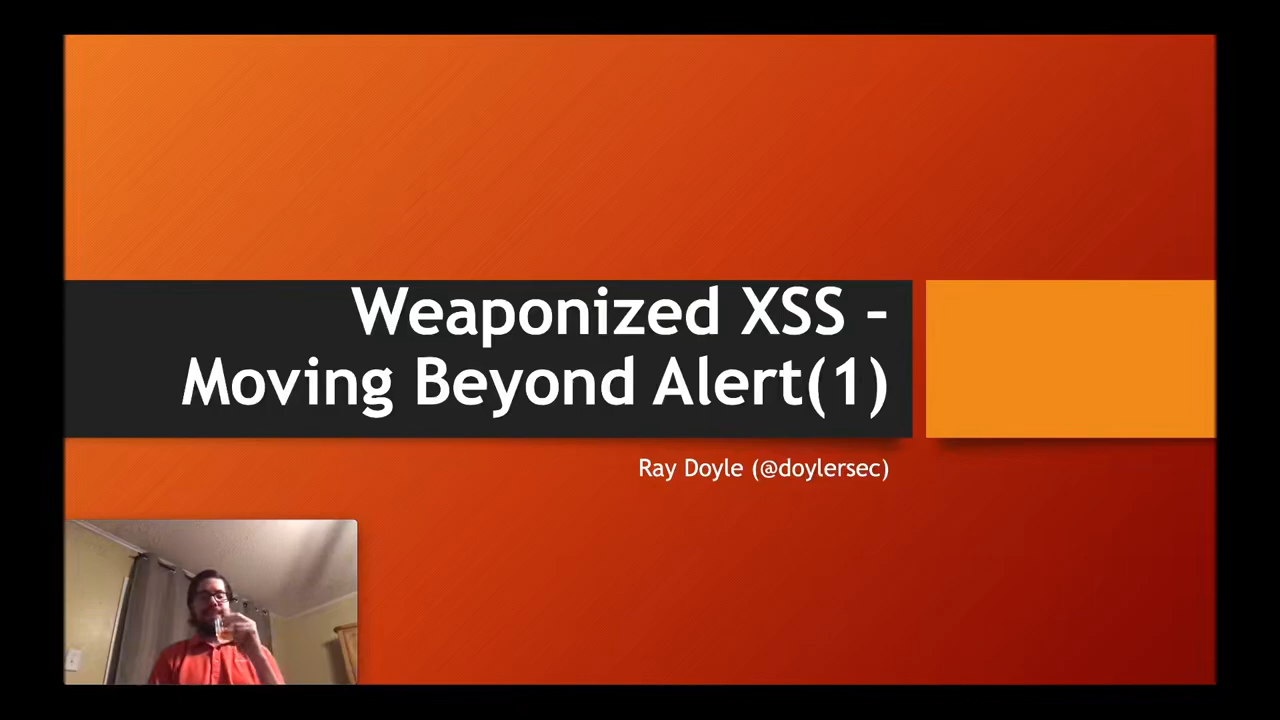 Weaponized XSS –
Moving Beyond Alert(1)
Ray Doyle (@doylersec)